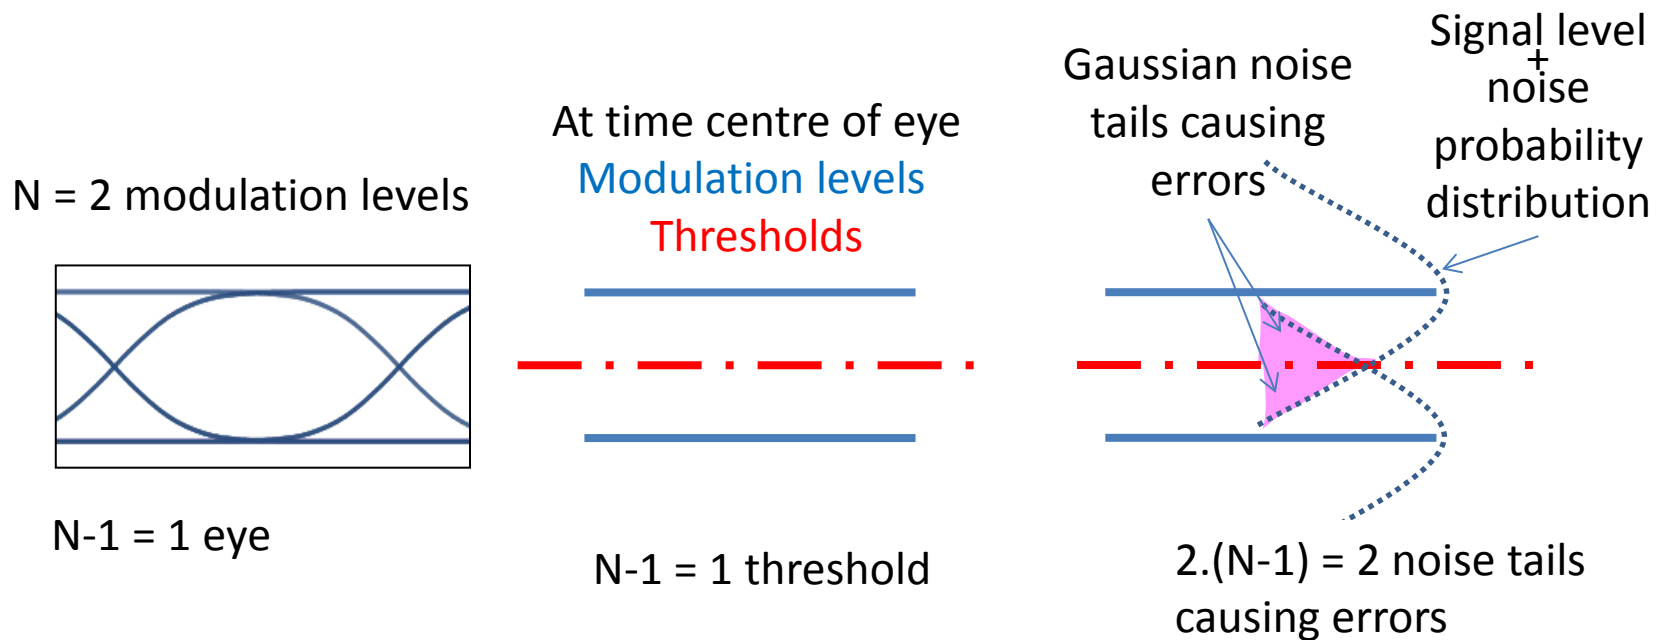 N = 2 modulation levels
N-1 = 1 eye
At time centre of eye
Modulation levels
Thresholds
N-1 = 1 threshold
Gaussian noise
tails causing
errors
Signal level
+
noise
probability
distribution
2.(N-1) = 2 noise tails
causing errors